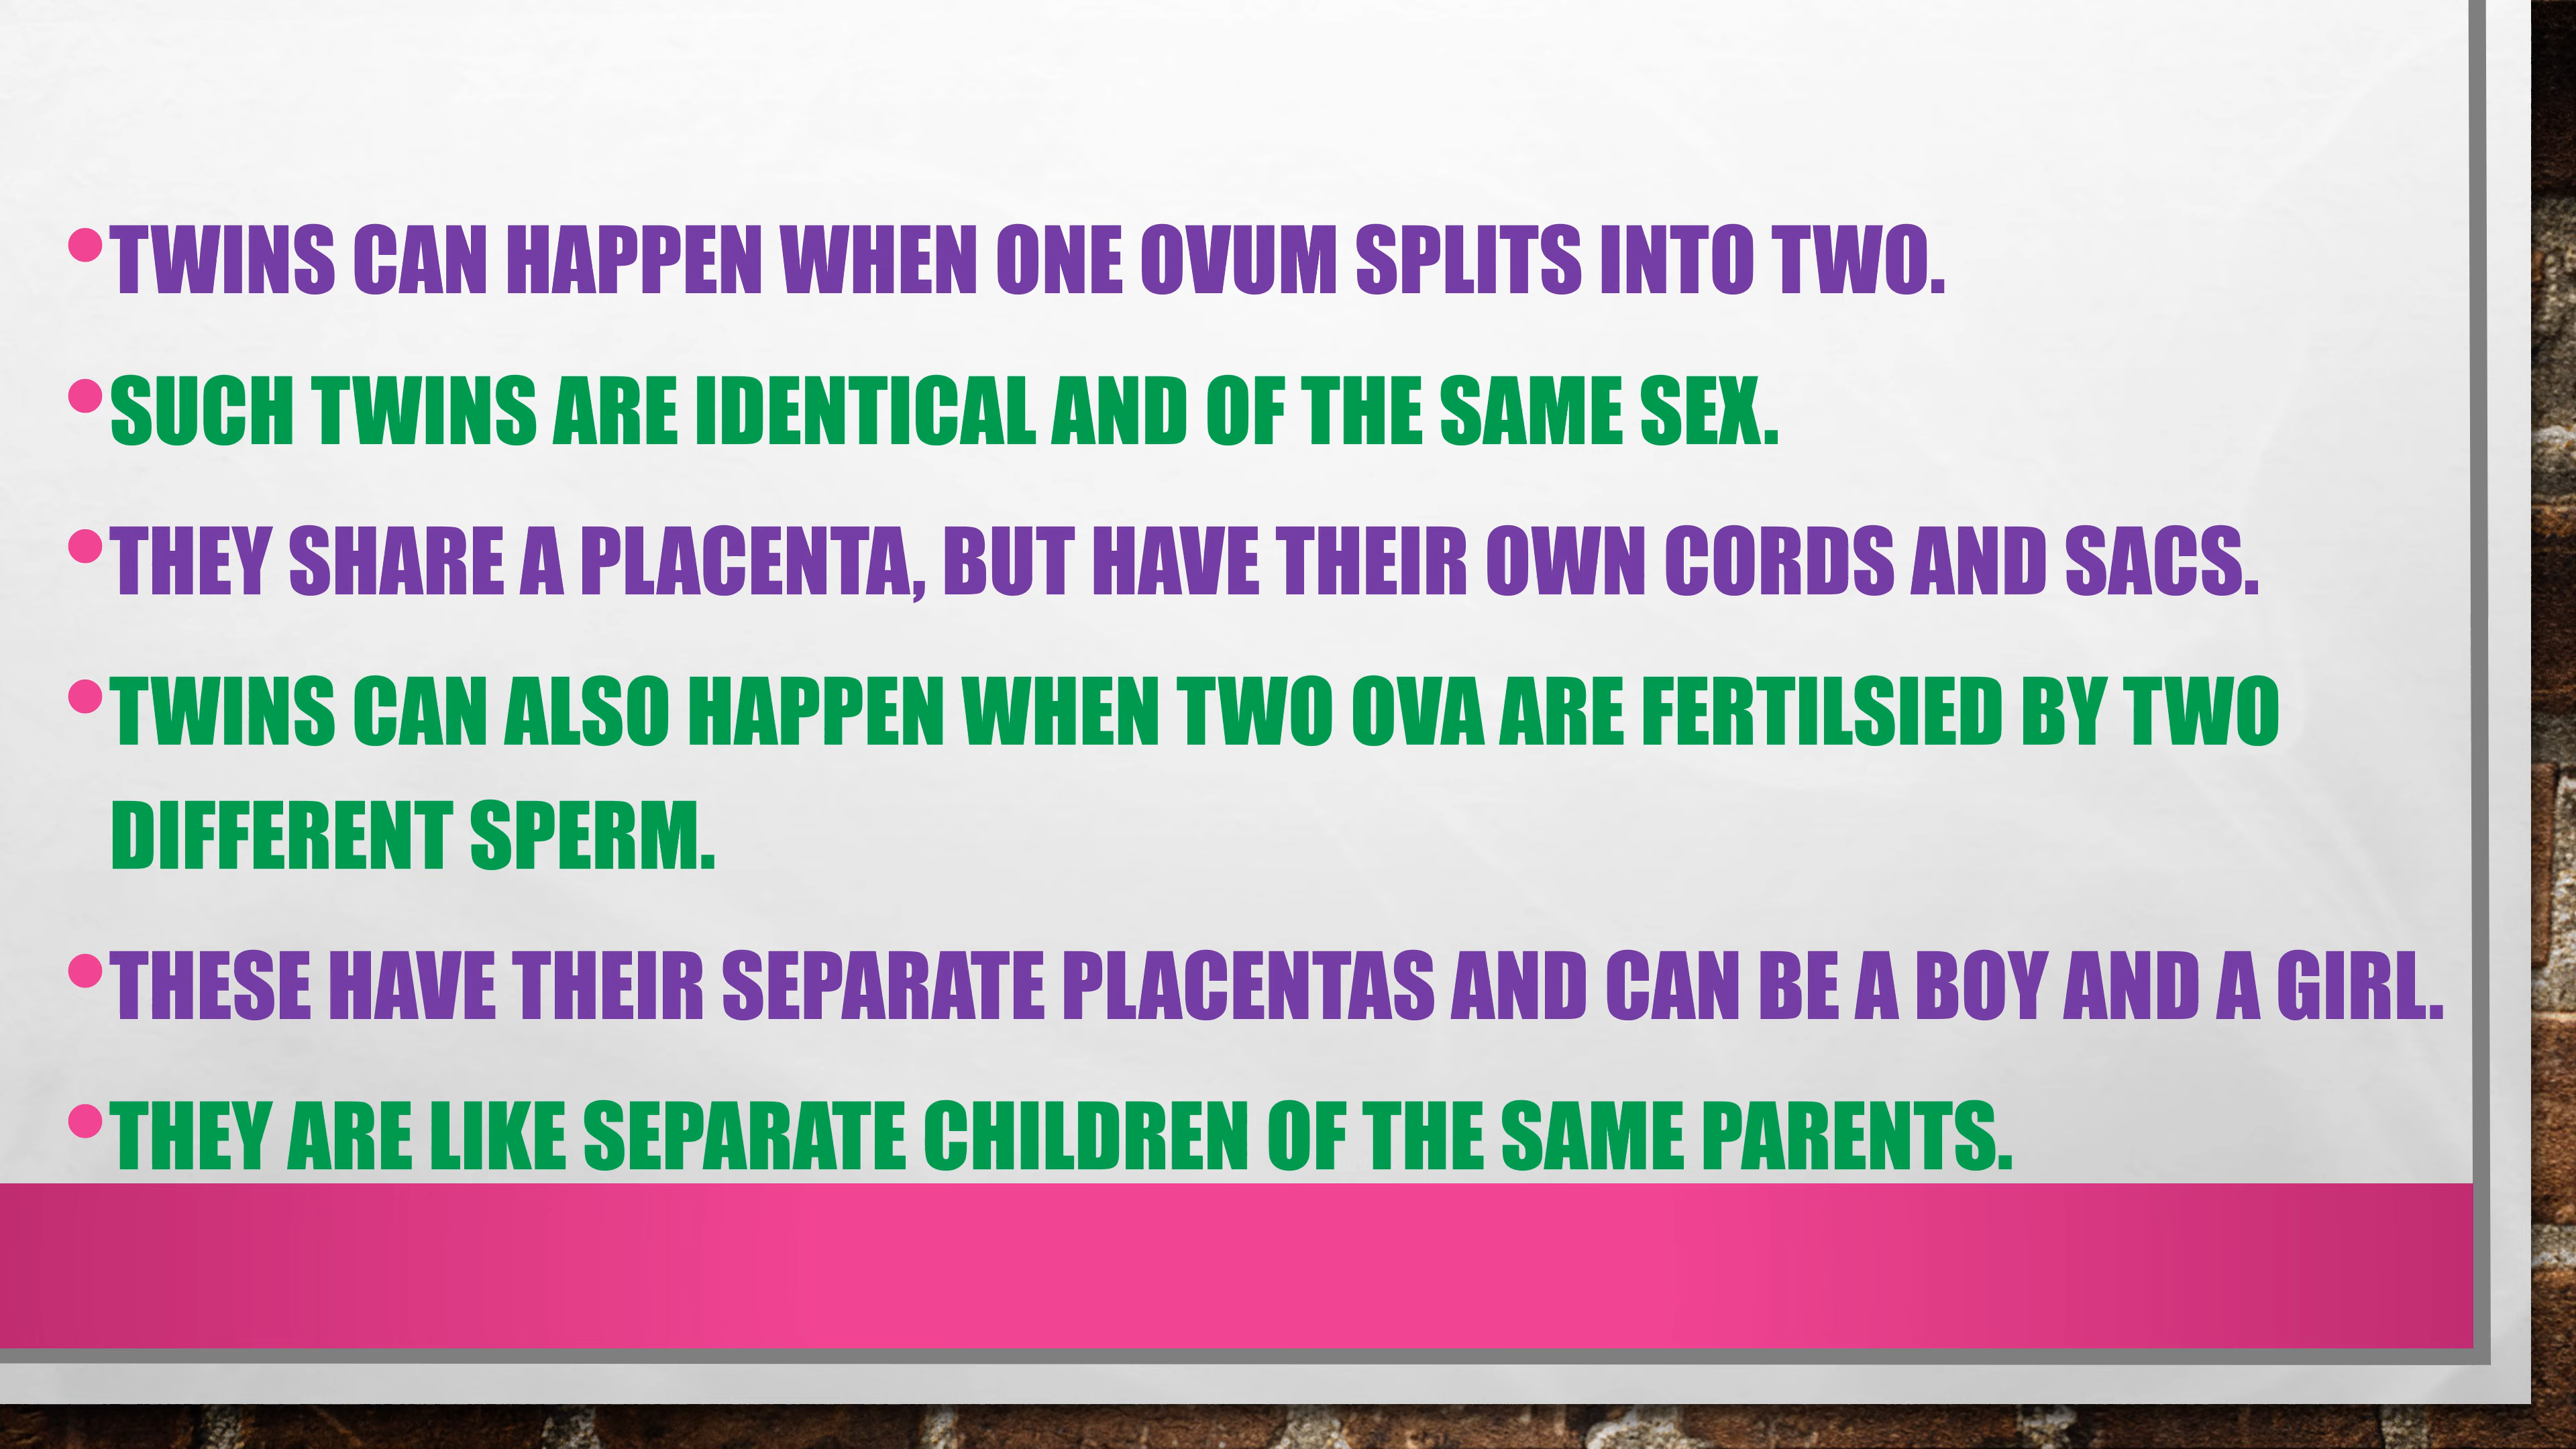 •TWINS CAN HAPPEN WHEN ONE OVUM SPLITS INTO TWO.
•SUCH TWINS ARE IDENTICAL AND OF THE SAME SEX.
•THEY SHARE A PLACENTA, BUT HAVE THEIR OWN CORDS AND SACS.
•TWINS CAN ALSO HAPPEN WHEN TWO OVA ARE FERTILSIED BY TWO
DIFFERENT SPERM.
•THESE HAVE THEIR SEPARATE PLACENTAS AND CAN BE A BOY AND A GIRL.
•THEY ARE LIKE SEPARATE CHILDREN OF THE SAME PARENTS.